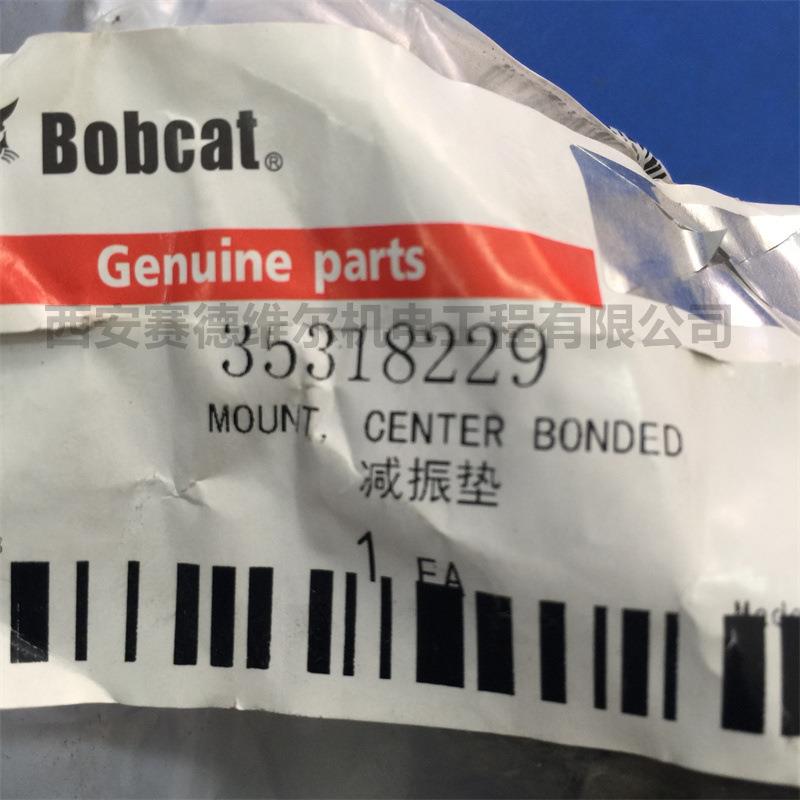 Bobcat®
Genuine parts
西安赛德维尔机电工程有限公司
35318229
MOUNT, CENTER BONDED
减振垫
1 EA
Made